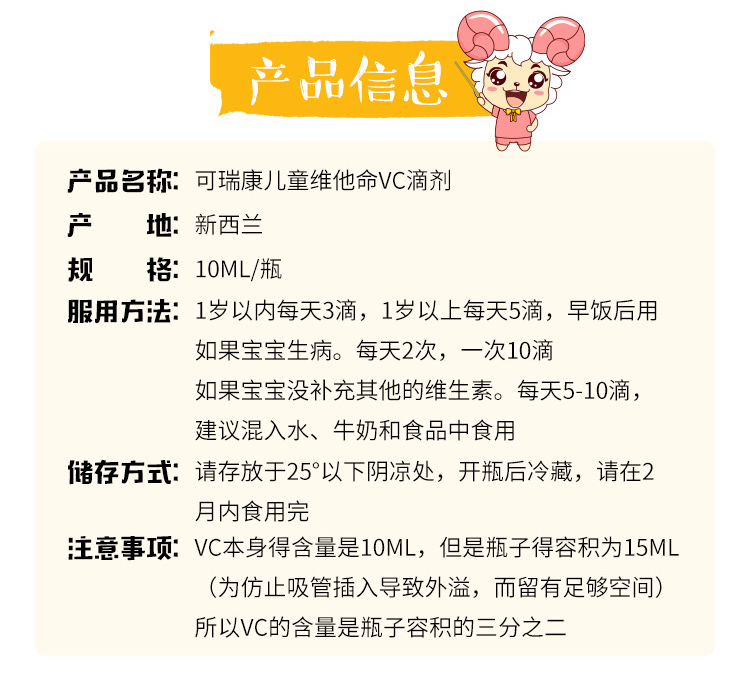 产品信息
产品名称：可瑞康儿童维他命VC滴剂
产 地：新西兰
规 格：10ML/瓶
服用方法：1岁以内每天3滴，1岁以上每天5滴，早饭后用
如果宝宝生病。每天2次，一次10滴
如果宝宝没补充其他的维生素。每天5-10滴，
建议混入水、牛奶和食品中食用
储存方式：请存放于25°以下阴凉处，开瓶后冷藏，请在2
月内食用完
注意事项：VC本身得含量是10ML，但是瓶子得容积为15ML
（为仿止吸管插入导致外溢，而留有足够空间）
所以VC的含量是瓶子容积的三分之二